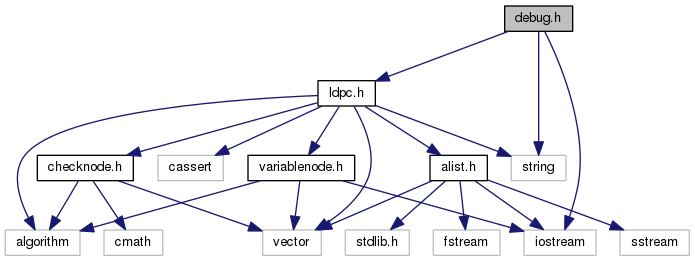 debug.h
ldpc.h
checknode.h
cassert
variablenode.h
alist.h
string
algorithm
cmath
vector
stdlib.h
fstream
iostream
sstream